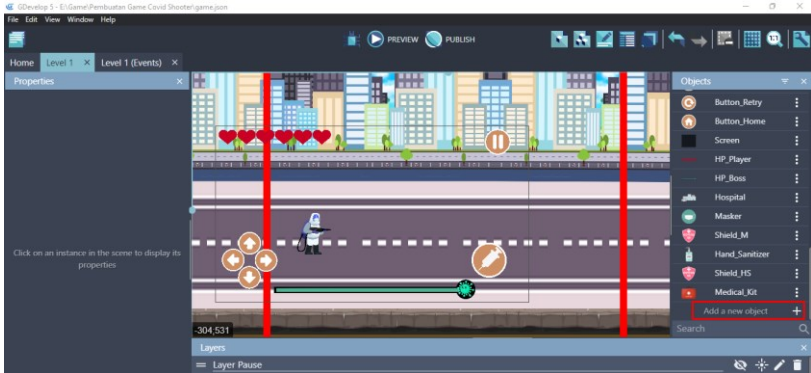 GDevelop 5 - E:\Game\Pembuatan Game Covid Shooter\game.json
File Edit View Window Help
PREVIEW PUBLISH
Home Level 1 × Level 1 (Events) ×
Properties
Click on an instance in the scene to display its
properties
-304;531
Layers
Layer Pause
Objects
Button_Retry
Button_Home
Screen
HP_Player
HP_Boss
Hospital
Masker
Shield_M
Hand_Sanitizer
Shield_HS
Medical_Kit
Add a new object +
Search